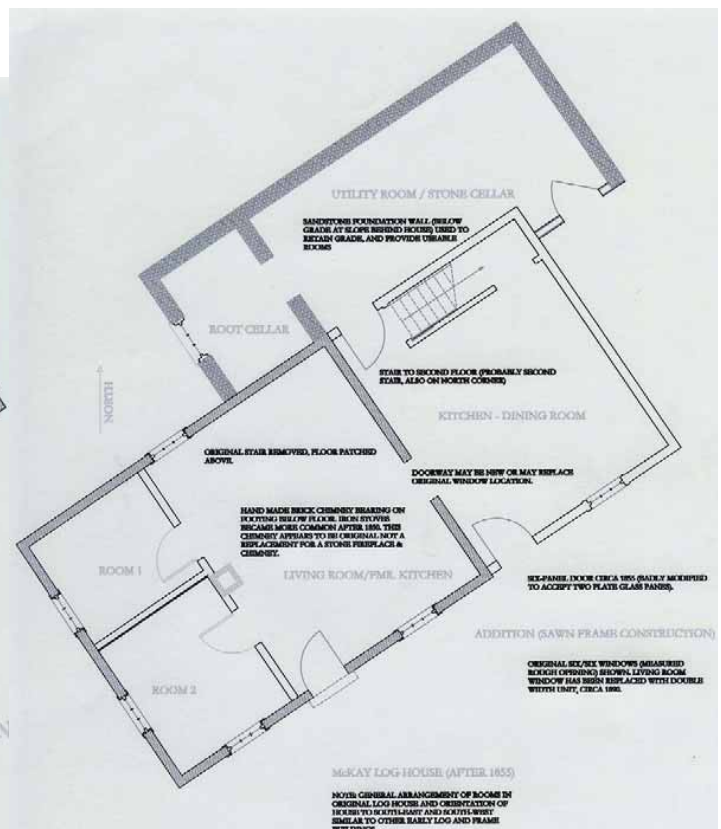 UTILITY ROOM / STONE CELLAR
SANDSTONE FOUNDATION WALL (BELOW
GRADE AT SLOPE BEHIND HOUSE) USED TO
RETAIN GRADE, AND PROVIDE USEABLE
ROOMS
ROOT CELLAR
NORTH
STAIR TO SECOND FLOOR (PROBABLY SECOND
STAIR, ALSO ON NORTH CORNER)
KITCHEN - DINING ROOM
ORIGINAL STAIR REMOVED, FLOOR PATCHED
ABOVE.
DOORWAY MAY BE NEW OR MAY REPLACE
ORIGINAL WINDOW LOCATION.
HAND MADE BRICK CHIMNEY BEARING ON
FOOTING BELOW FLOOR. IRON STOVES
BECAME MORE COMMON AFTER 1850. THIS
CHIMNEY APPEARS TO BE ORIGINAL NOT A
REPLACEMENT FOR A STONE FIREPLACE &
CHIMNEY.
ROOM 1
LIVING ROOM/FMR. KITCHEN
SIX-PANEL DOOR CIRCA 1855 (BADLY MODIFIED
TO ACCEPT TWO PLATE GLASS PANES).
ADDITION (SAWN FRAME CONSTRUCTION)
ORIGINAL SIX/SIX WINDOWS (MEASURED
ROUGH OPENING) SHOWN. LIVING ROOM
WINDOW HAS BEEN REPLACED WITH DOUBLE
WIDTH UNIT, CIRCA 1890.
ROOM 2
McKAY LOG HOUSE (AFTER 1855)
NOTE: GENERAL ARRANGEMENT OF ROOMS IN
ORIGINAL LOG HOUSE AND ORIENTATION OF
HOUSE TO SOUTH-EAST AND SOUTH-WEST
SIMILAR TO OTHER EARLY LOG AND FRAME
BUILDINGS